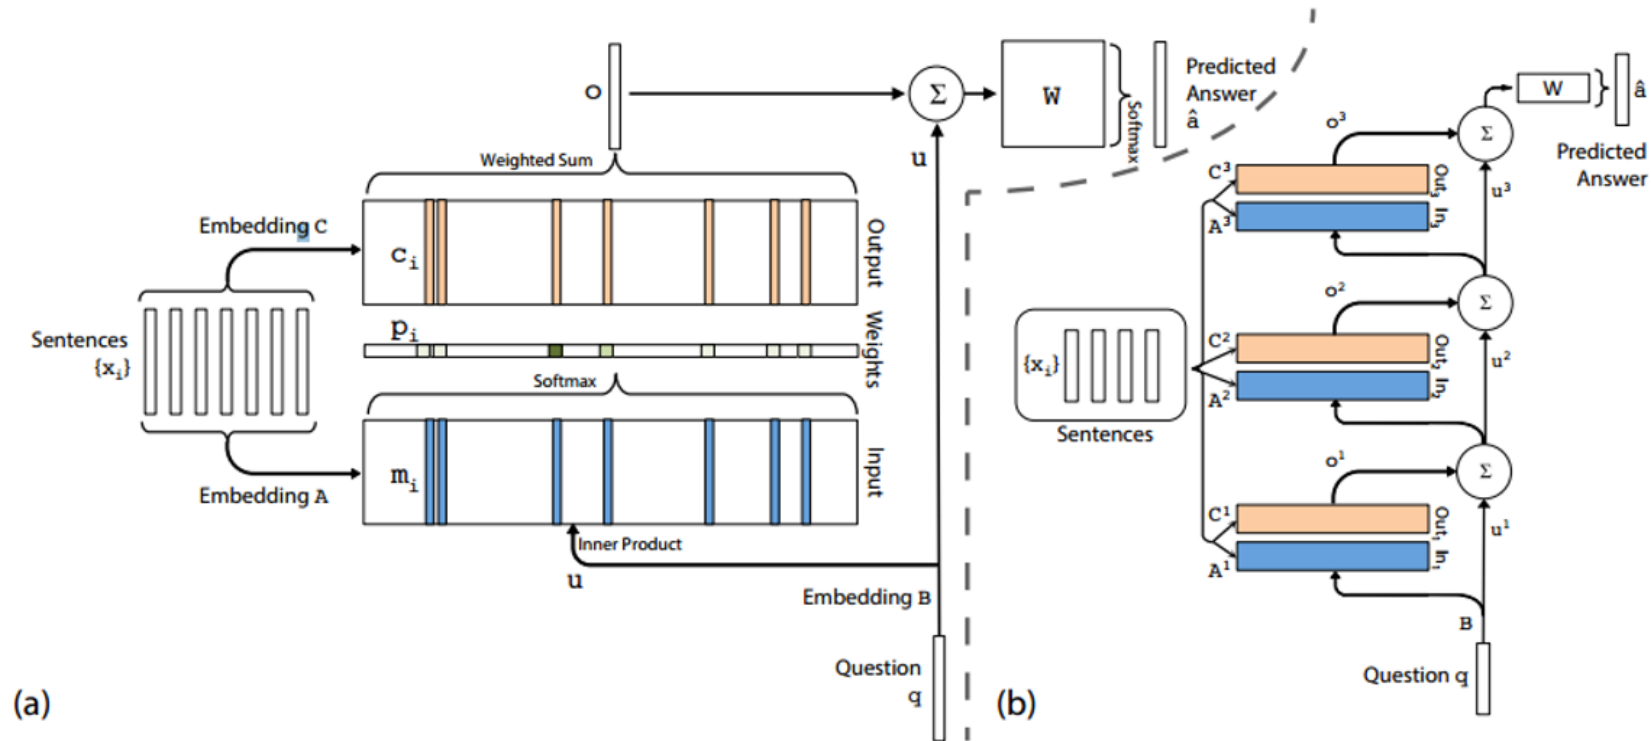 o
Weighted Sum
Embedding C
c_i
Output
Sentences
{x_i}
p_i
Weights
Softmax
m_i
Input
Embedding A
Inner Product
u
Embedding B
Question
q
(a)
u
Σ
W
Softmax
Predicted
Answer
â
(b)
W
â
Predicted
Answer
Σ
o³
C³
Out₃
A³
In₃
u³
Σ
o²
C²
Out₂
A²
In₂
u²
{x_i}
Sentences
Σ
o¹
C¹
Out₁
A¹
In₁
u¹
B
Question q